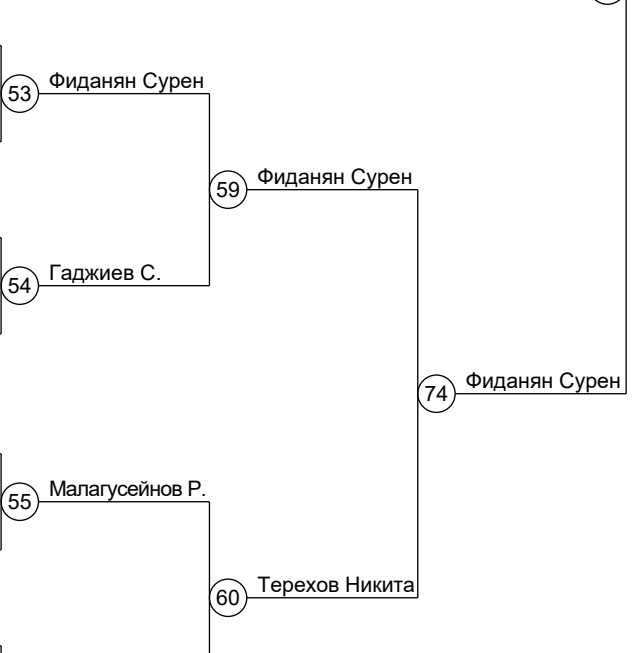 53 Фиданян Сурен
59 Фиданян Сурен
54 Гаджиев С.
74 Фиданян Сурен
55 Малагусейнов Р.
60 Терехов Никита